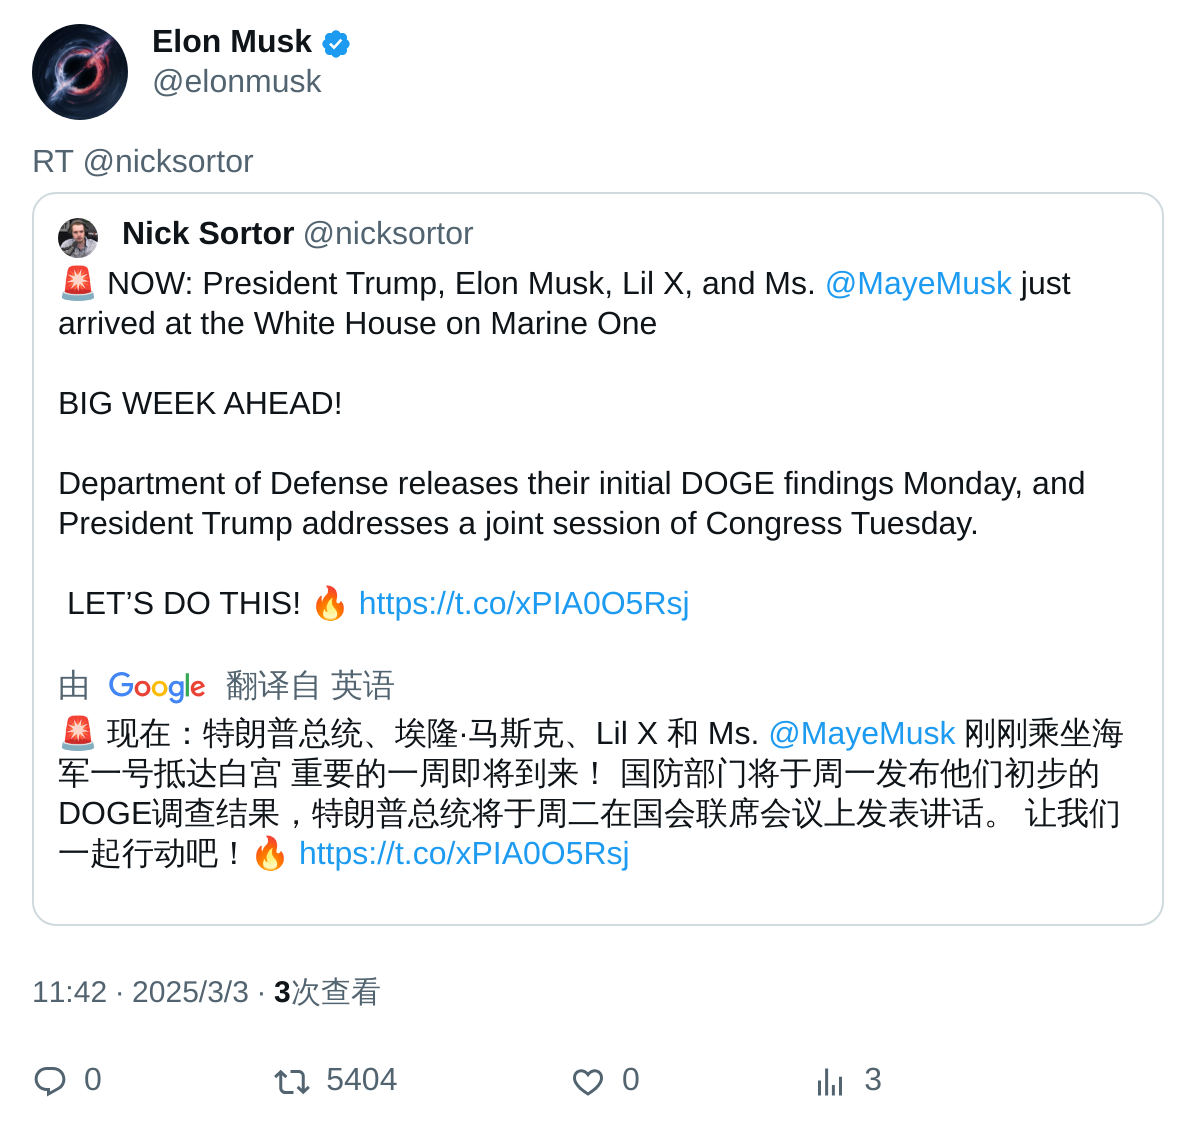 Elon Musk
@elonmusk
RT @nicksortor
Nick Sortor @nicksortor
🚨 NOW: President Trump, Elon Musk, Lil X, and Ms. @MayeMusk just
arrived at the White House on Marine One
BIG WEEK AHEAD!
Department of Defense releases their initial DOGE findings Monday, and
President Trump addresses a joint session of Congress Tuesday.
LET’S DO THIS! 🔥 https://t.co/xPIA0O5Rsj
由 Google 翻译自 英语
🚨 现在：特朗普总统、埃隆·马斯克、Lil X 和 Ms. @MayeMusk 刚刚乘坐海
军一号抵达白宫 重要的一周即将到来！ 国防部门将于周一发布他们初步的
DOGE调查结果，特朗普总统将于周二在国会联席会议上发表讲话。 让我们
一起行动吧！🔥 https://t.co/xPIA0O5Rsj
11:42 · 2025/3/3 · 3次查看
0 5404 0 3